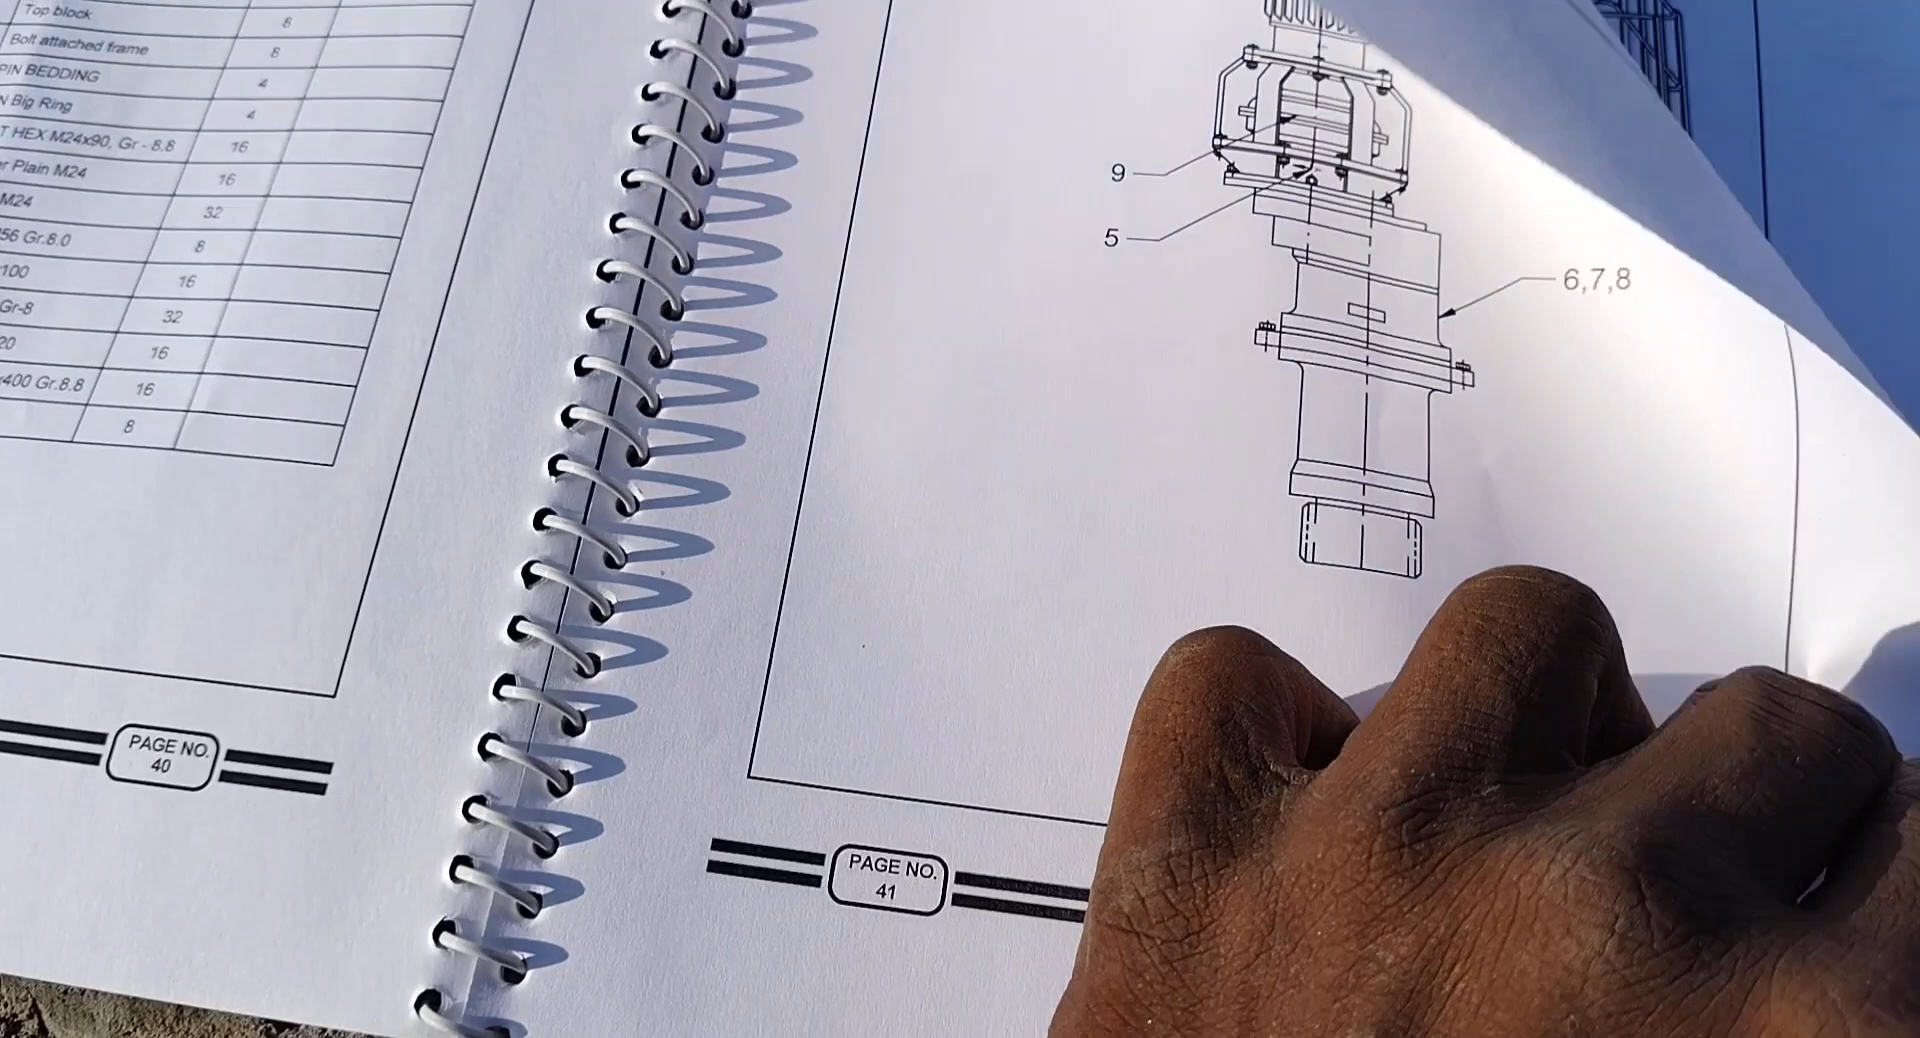 Top block 8
Bolt attached frame 8
PIN BEDDING 4
Big Ring 4
HEX M24x90, Gr - 8.8 16
Plain M24 16
M24 32
56 Gr.8.0 8
100 16
Gr-8 32
20 16
400 Gr.8.8 16
8
PAGE NO.
40
9
5
6,7,8
PAGE NO.
41